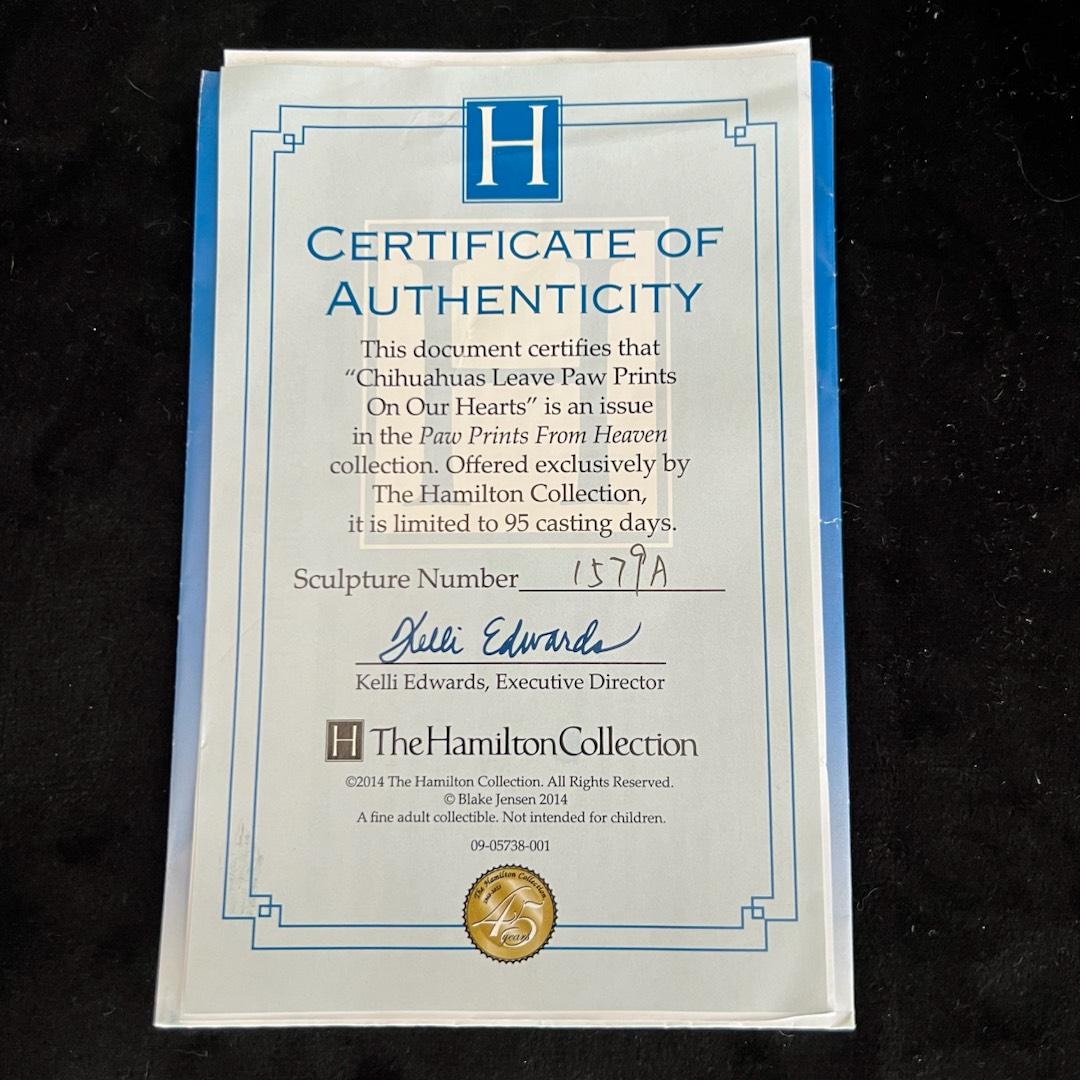 H
CERTIFICATE OF
AUTHENTICITY
This document certifies that
“Chihuahuas Leave Paw Prints
On Our Hearts” is an issue
in the Paw Prints From Heaven
collection. Offered exclusively by
The Hamilton Collection,
it is limited to 95 casting days.
Sculpture Number 1579A
Kelli Edwards
Kelli Edwards, Executive Director
H The Hamilton Collection
©2014 The Hamilton Collection. All Rights Reserved.
© Blake Jensen 2014
A fine adult collectible. Not intended for children.
09-05738-001
The Hamilton Collection
45
years